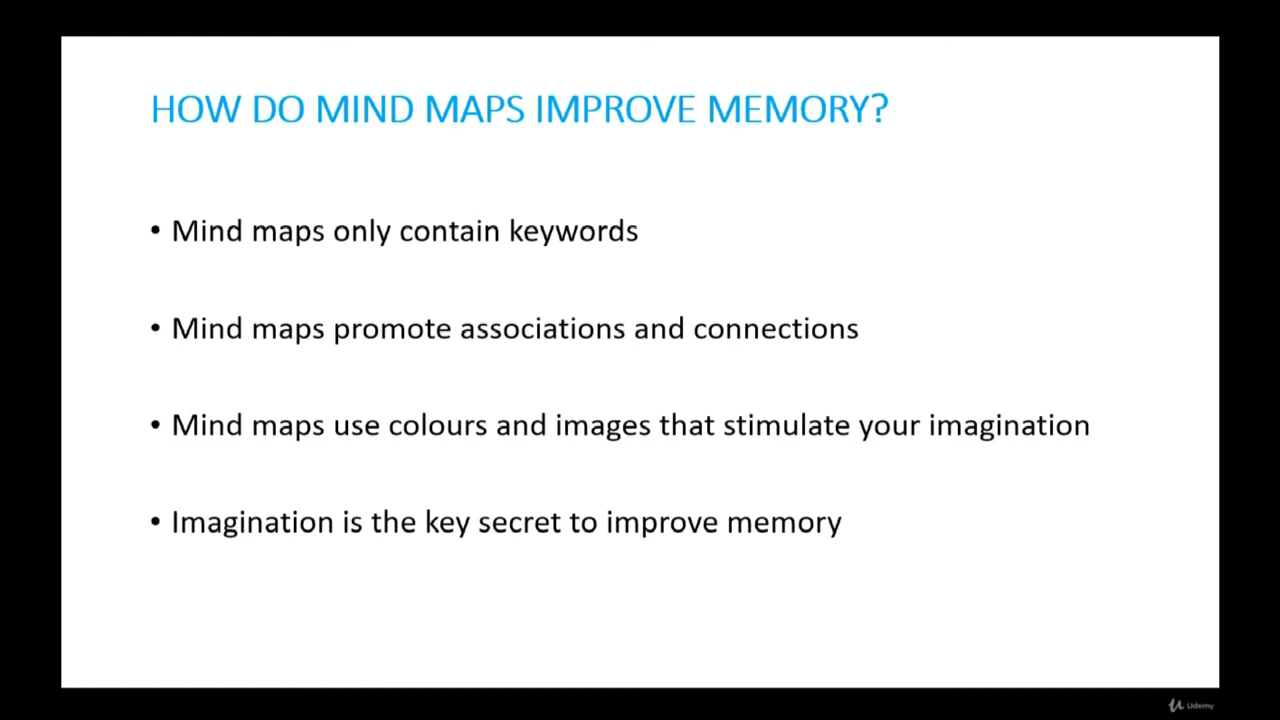 HOW DO MIND MAPS IMPROVE MEMORY?
• Mind maps only contain keywords
• Mind maps promote associations and connections
• Mind maps use colours and images that stimulate your imagination
• Imagination is the key secret to improve memory
Udemy